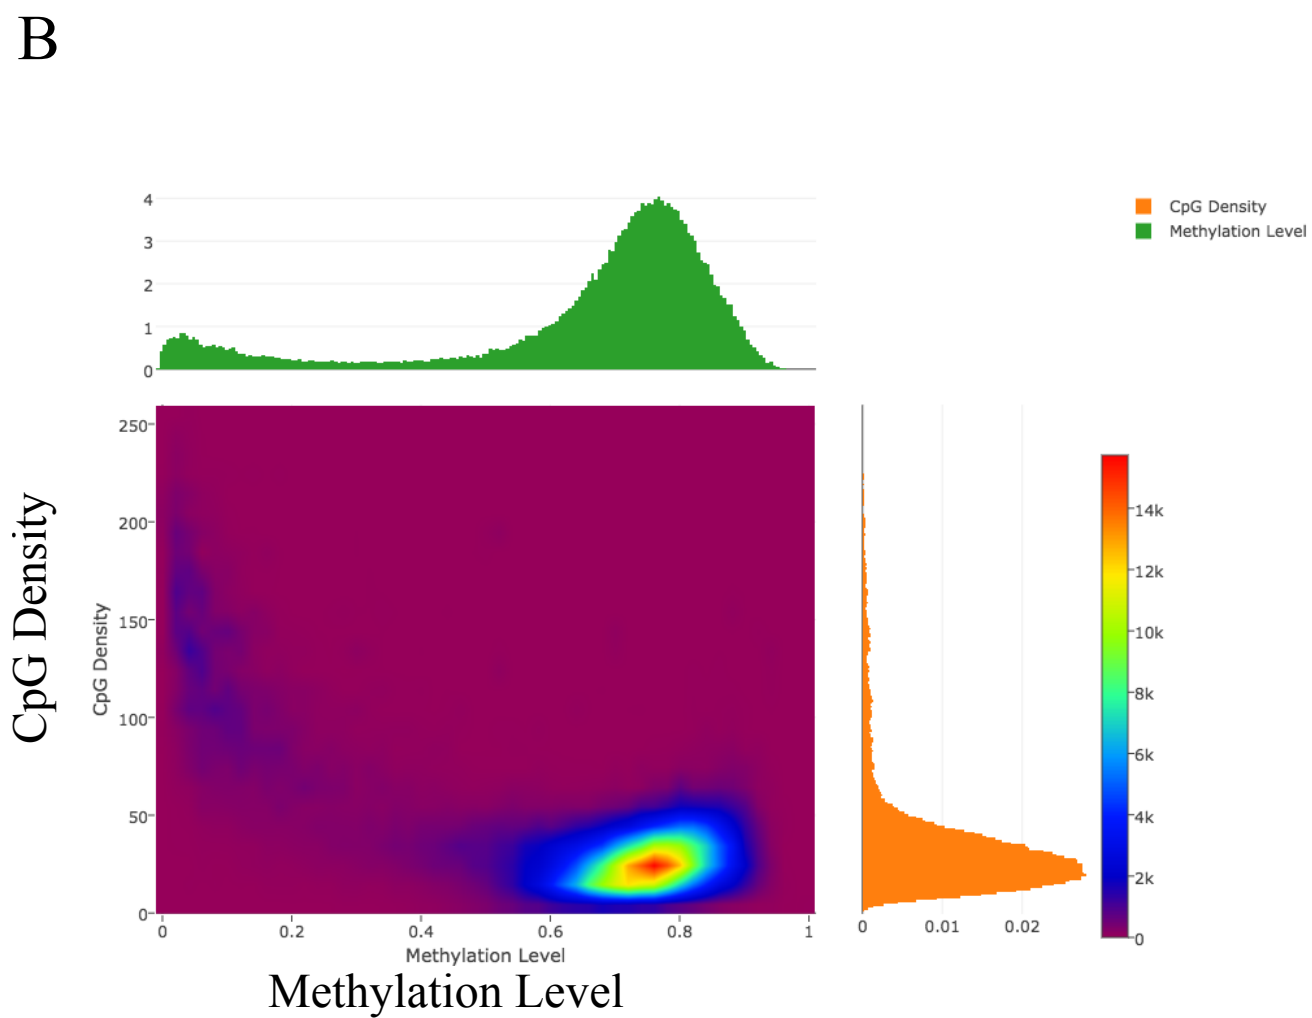 B
4
3
2
1
0
CpG Density
Methylation Level
250
200
150
100
50
0
CpG Density
CpG Density
0 0.2 0.4 0.6 0.8 1
Methylation Level
Methylation Level
0 0.01 0.02
14k
12k
10k
8k
6k
4k
2k
0